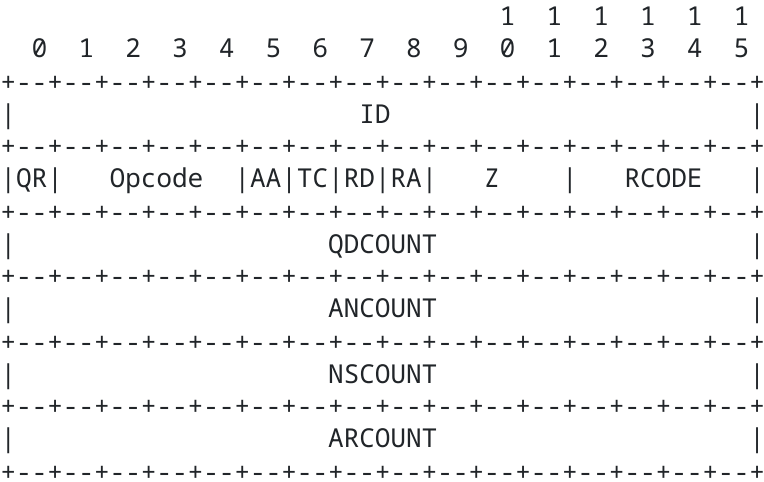 1  1  1  1  1  1
  0  1  2  3  4  5  6  7  8  9  0  1  2  3  4  5
+--+--+--+--+--+--+--+--+--+--+--+--+--+--+--+--+
|                      ID                       |
+--+--+--+--+--+--+--+--+--+--+--+--+--+--+--+--+
|QR|   Opcode  |AA|TC|RD|RA|   Z    |   RCODE   |
+--+--+--+--+--+--+--+--+--+--+--+--+--+--+--+--+
|                    QDCOUNT                    |
+--+--+--+--+--+--+--+--+--+--+--+--+--+--+--+--+
|                    ANCOUNT                    |
+--+--+--+--+--+--+--+--+--+--+--+--+--+--+--+--+
|                    NSCOUNT                    |
+--+--+--+--+--+--+--+--+--+--+--+--+--+--+--+--+
|                    ARCOUNT                    |
+--+--+--+--+--+--+--+--+--+--+--+--+--+--+--+--+